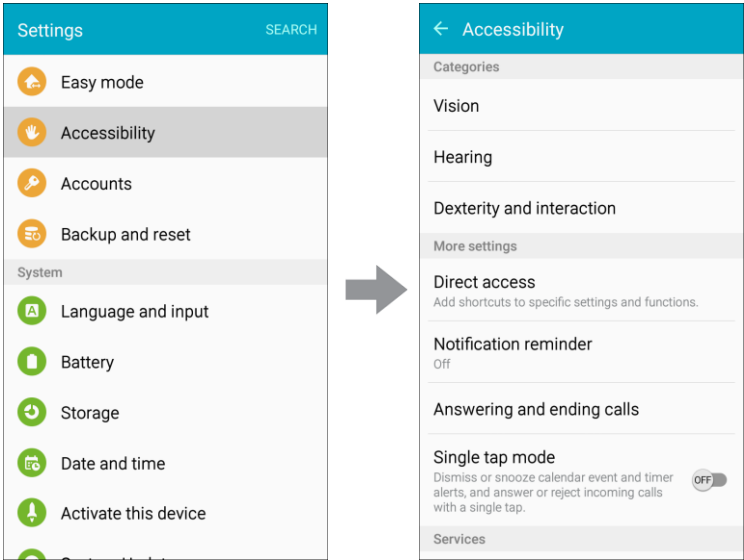 Settings
SEARCH
Easy mode
Accessibility
Accounts
Backup and reset
System
Language and input
Battery
Storage
Date and time
Activate this device
← Accessibility
Categories
Vision
Hearing
Dexterity and interaction
More settings
Direct access
Add shortcuts to specific settings and functions.
Notification reminder
Off
Answering and ending calls
Single tap mode
Dismiss or snooze calendar event and timer
alerts, and answer or reject incoming calls
with a single tap.
OFF
Services